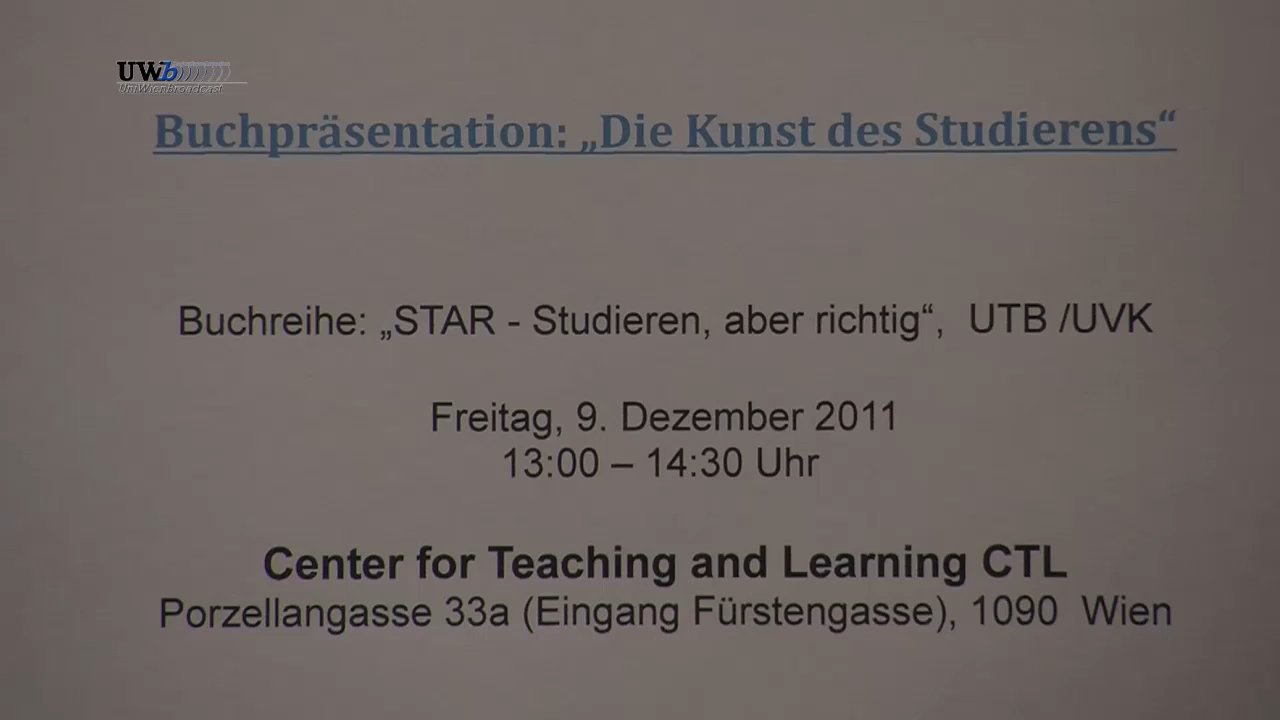 UWb
UniWienBroadcast
Buchpräsentation: „Die Kunst des Studierens“
Buchreihe: „STAR - Studieren, aber richtig“, UTB /UVK
Freitag, 9. Dezember 2011
13:00 – 14:30 Uhr
Center for Teaching and Learning CTL
Porzellangasse 33a (Eingang Fürstengasse), 1090 Wien